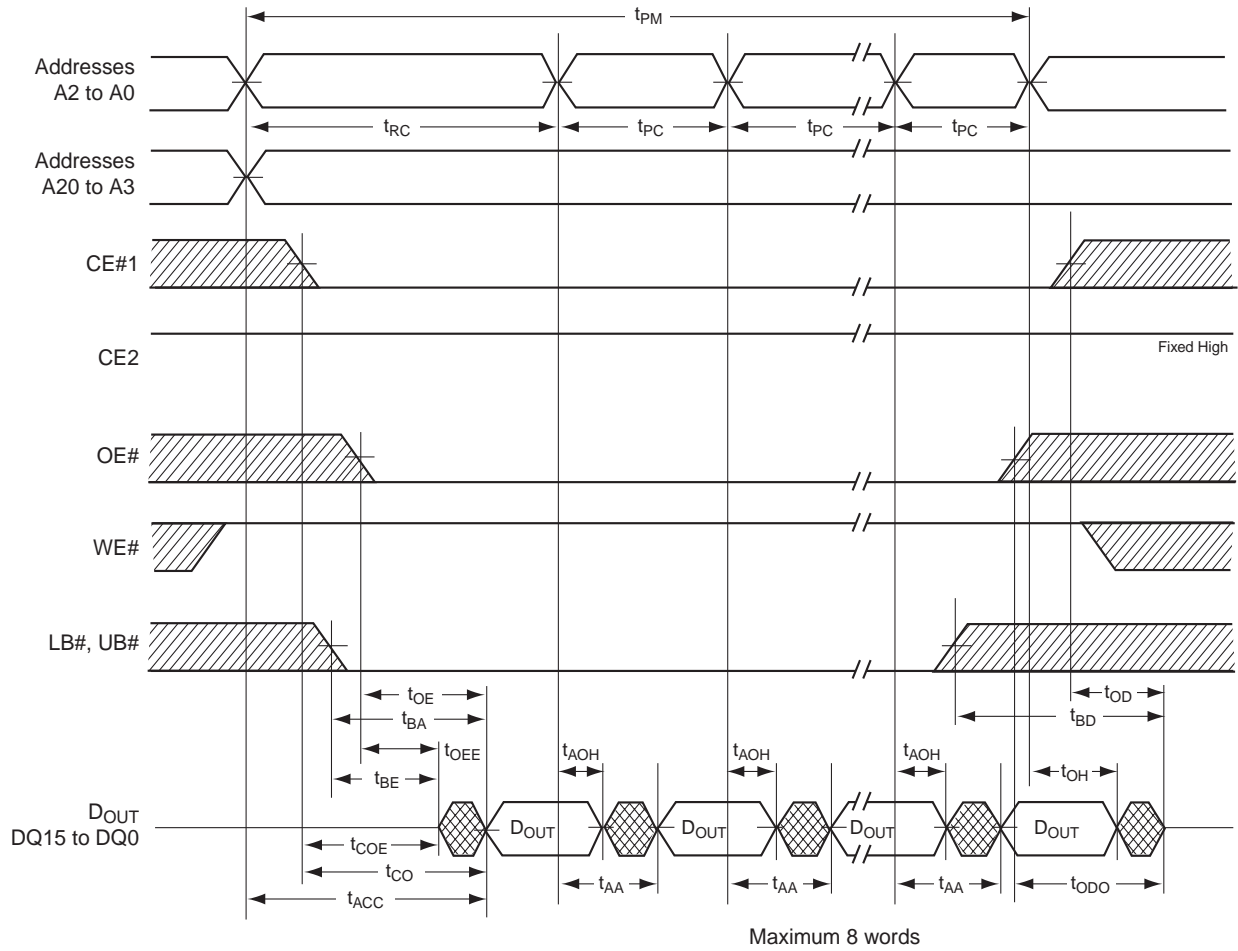 tPM
Addresses
A2 to A0
tRC
tPC
tPC
tPC
Addresses
A20 to A3
CE#1
CE2
Fixed High
OE#
WE#
LB#, UB#
tOE
tOD
tBA
tBD
tOEE
tAOH
tAOH
tAOH
tBE
tOH
DOUT
DQ15 to DQ0
DOUT
DOUT
DOUT
DOUT
tCOE
tCO
tAA
tAA
tAA
tODO
tACC
Maximum 8 words